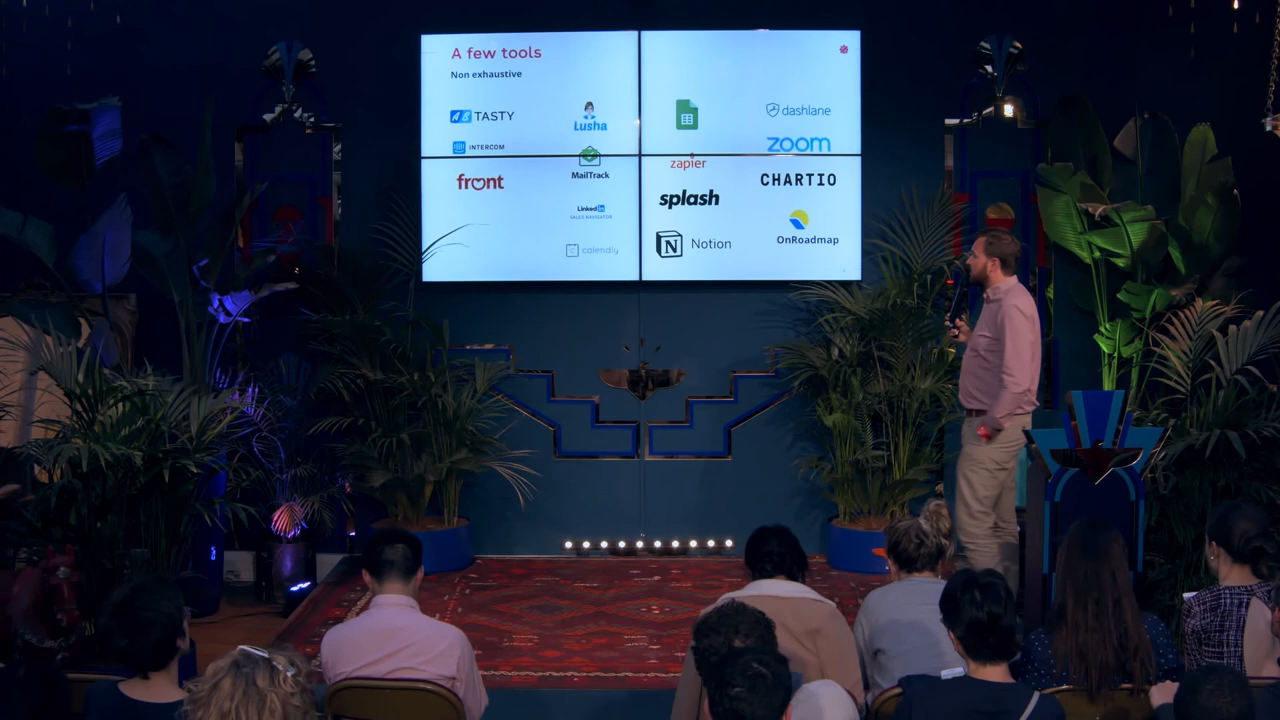 A few tools
Non exhaustive
AB TASTY
INTERCOM
front
Lusha
MailTrack
LinkedIn
SALES NAVIGATOR
calendly
zapier
splash
N Notion
dashlane
zoom
CHARTIO
OnRoadmap